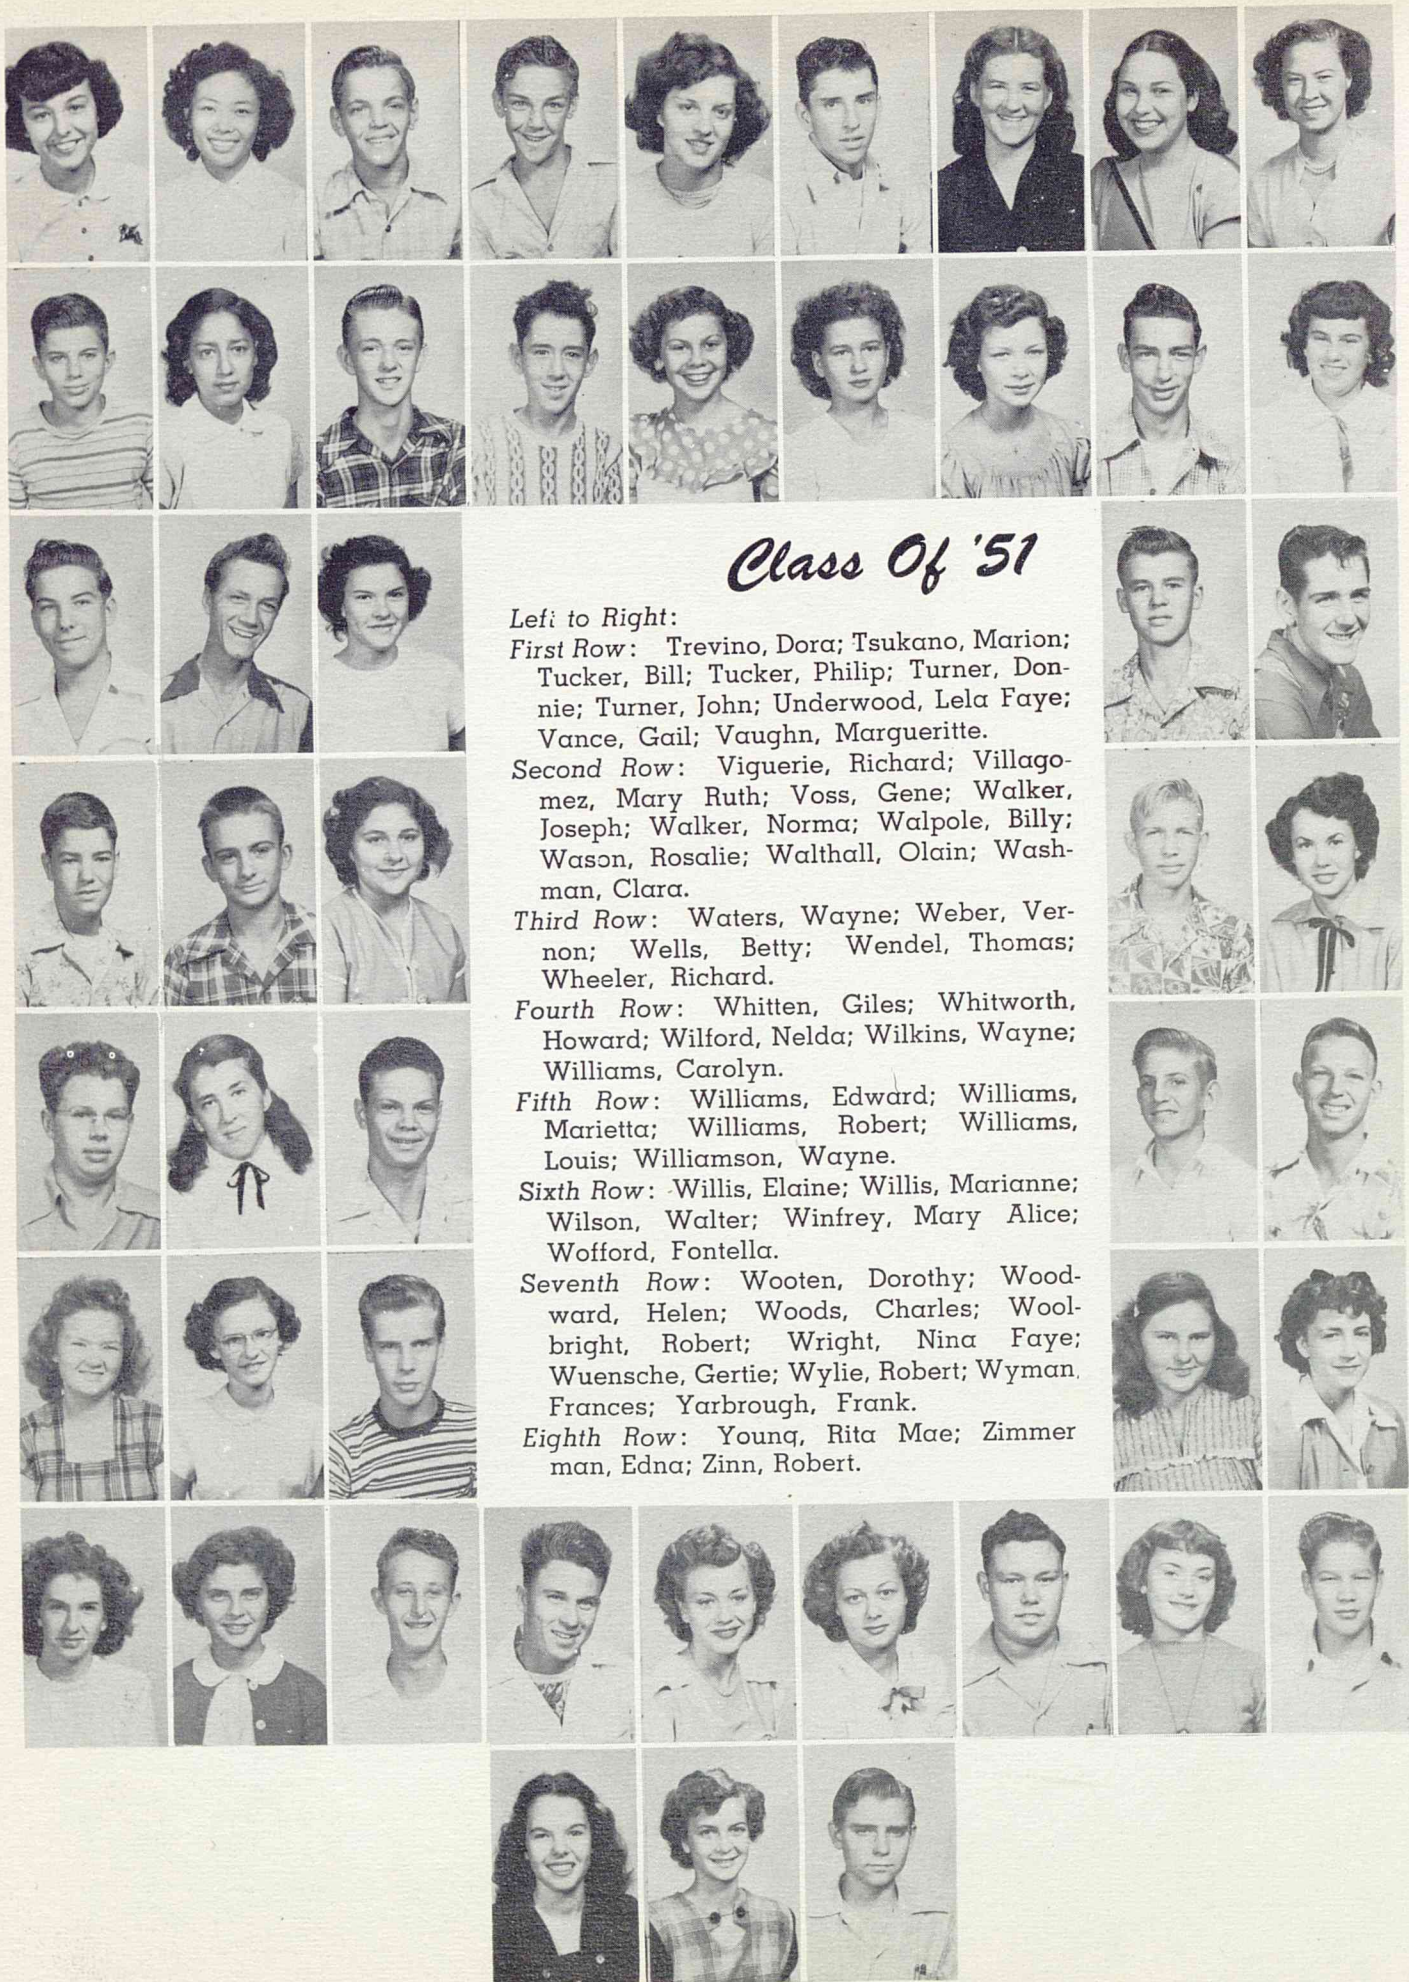 Class Of '51
Left to Right:
First Row: Trevino, Dora; Tsukano, Marion;
Tucker, Bill; Tucker, Philip; Turner, Don-
nie; Turner, John; Underwood, Lela Faye;
Vance, Gail; Vaughn, Margueritte.
Second Row: Viguerie, Richard; Villago-
mez, Mary Ruth; Voss, Gene; Walker,
Joseph; Walker, Norma; Walpole, Billy;
Wason, Rosalie; Walthall, Olain; Wash-
man, Clara.
Third Row: Waters, Wayne; Weber, Ver-
non; Wells, Betty; Wendel, Thomas;
Wheeler, Richard.
Fourth Row: Whitten, Giles; Whitworth,
Howard; Wilford, Nelda; Wilkins, Wayne;
Williams, Carolyn.
Fifth Row: Williams, Edward; Williams,
Marietta; Williams, Robert; Williams,
Louis; Williamson, Wayne.
Sixth Row: Willis, Elaine; Willis, Marianne;
Wilson, Walter; Winfrey, Mary Alice;
Wofford, Fontella.
Seventh Row: Wooten, Dorothy; Wood-
ward, Helen; Woods, Charles; Wool-
bright, Robert; Wright, Nina Faye;
Wuensche, Gertie; Wylie, Robert; Wyman,
Frances; Yarbrough, Frank.
Eighth Row: Young, Rita Mae; Zimmer
man, Edna; Zinn, Robert.